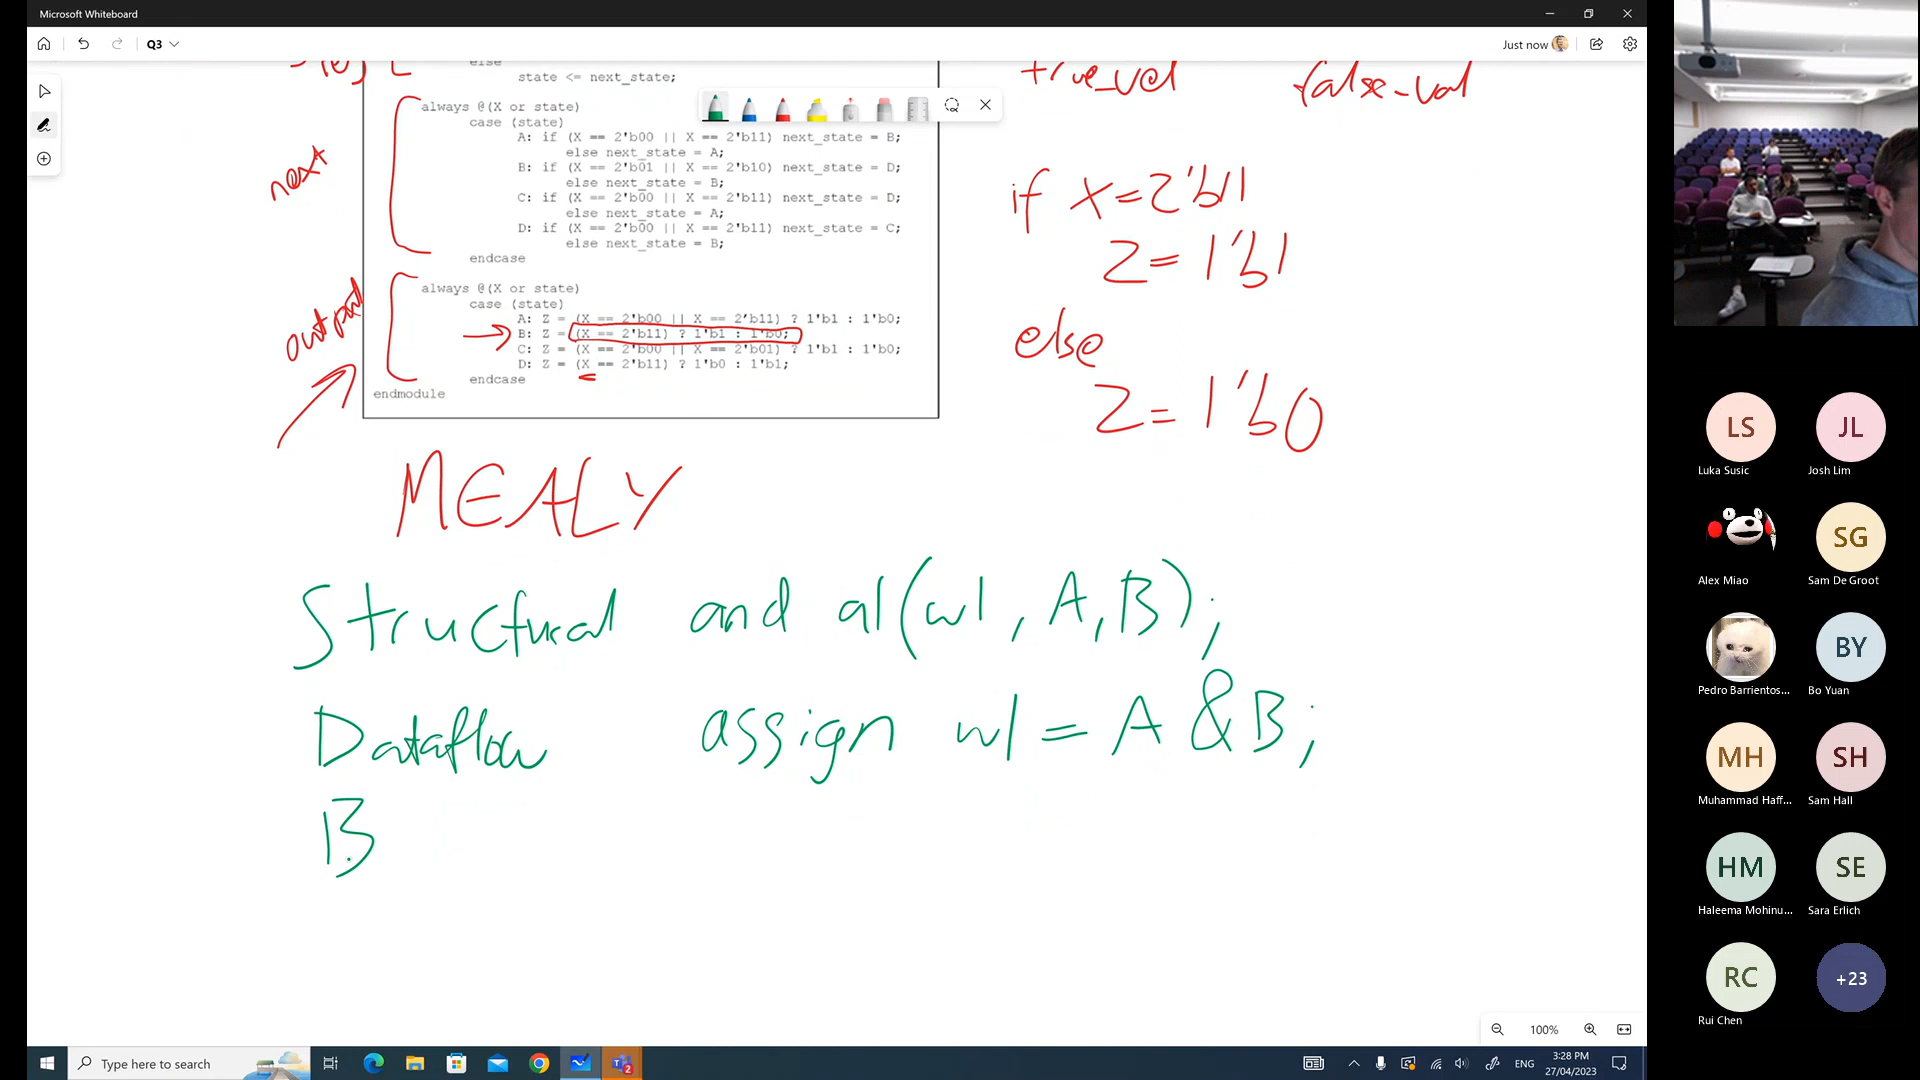 Microsoft Whiteboard
Q3
Just now
else
state <= next_state;
always @(X or state)
case (state)
A: if (X == 2'b00 || X == 2'b11) next_state = B;
else next_state = A;
B: if (X == 2'b01 || X == 2'b10) next_state = D;
else next_state = B;
C: if (X == 2'b00 || X == 2'b11) next_state = D;
else next_state = A;
D: if (X == 2'b00 || X == 2'b11) next_state = C;
else next_state = B;
endcase
always @(X or state)
case (state)
A: Z = (X == 2'b00 || X == 2'b11) ? 1'b1 : 1'b0;
B: Z = (X == 2'b11) ? 1'b1 : 1'b0;
C: Z = (X == 2'b00 || X == 2'b01) ? 1'b1 : 1'b0;
D: Z = (X == 2'b11) ? 1'b0 : 1'b1;
endcase
endmodule
next
output
true_val false_val
if X=2'b11
Z=1'b1
else
Z=1'b0
MEALY
Structural and a1(w1, A, B);
Dataflow assign w1 = A & B;
B
LS
Luka Susic
JL
Josh Lim
Alex Miao
SG
Sam De Groot
Pedro Barrientos...
BY
Bo Yuan
MH
Muhammad Haff...
SH
Sam Hall
HM
Haleema Mohinu...
SE
Sara Erlich
RC
Rui Chen
+23
100%
Type here to search
2
ENG
3:28 PM
27/04/2023